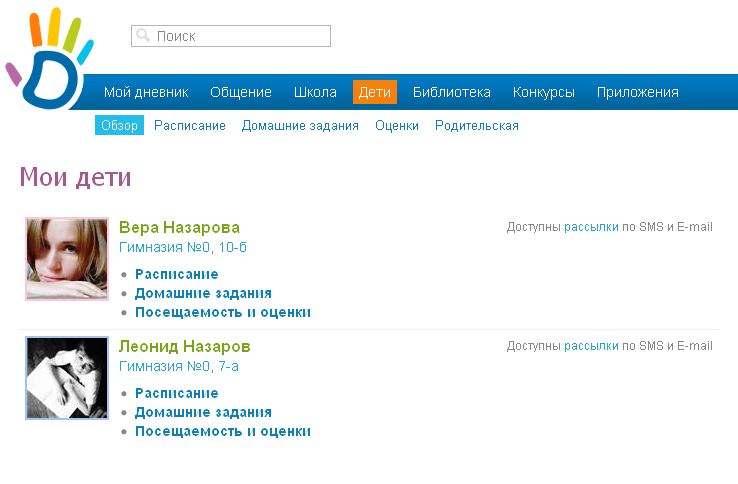 Поиск
Мой дневник Общение Школа Дети Библиотека Конкурсы Приложения
Обзор Расписание Домашние задания Оценки Родительская
Мои дети
Вера Назарова
Доступны рассылки по SMS и E-mail
Гимназия №0, 10-б
Расписание
Домашние задания
Посещаемость и оценки
Леонид Назаров
Доступны рассылки по SMS и E-mail
Гимназия №0, 7-а
Расписание
Домашние задания
Посещаемость и оценки